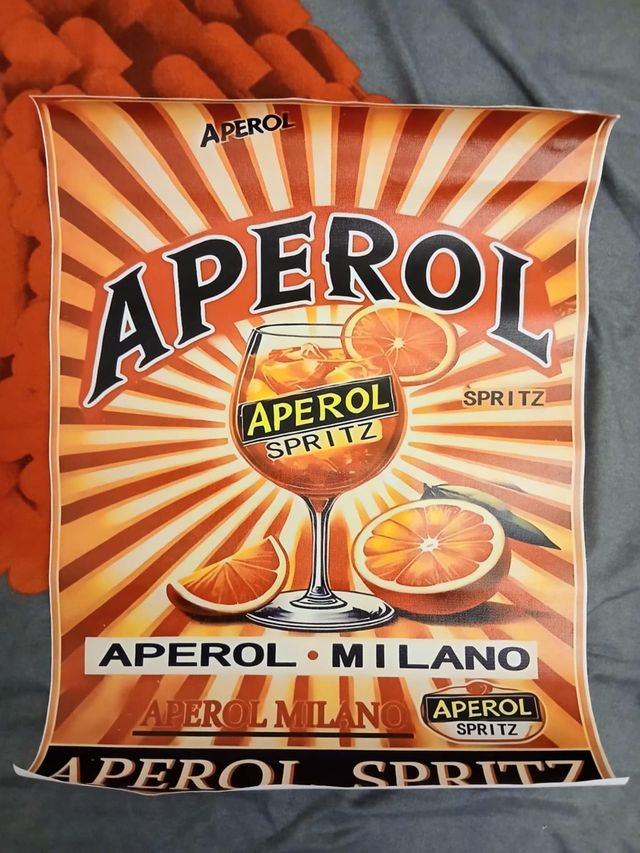 APEROL
APEROL
APEROL
SPRITZ
SPRITZ
APEROL • MILANO
APEROL MILANO
APEROL
SPRITZ
APEROL SPRITZ